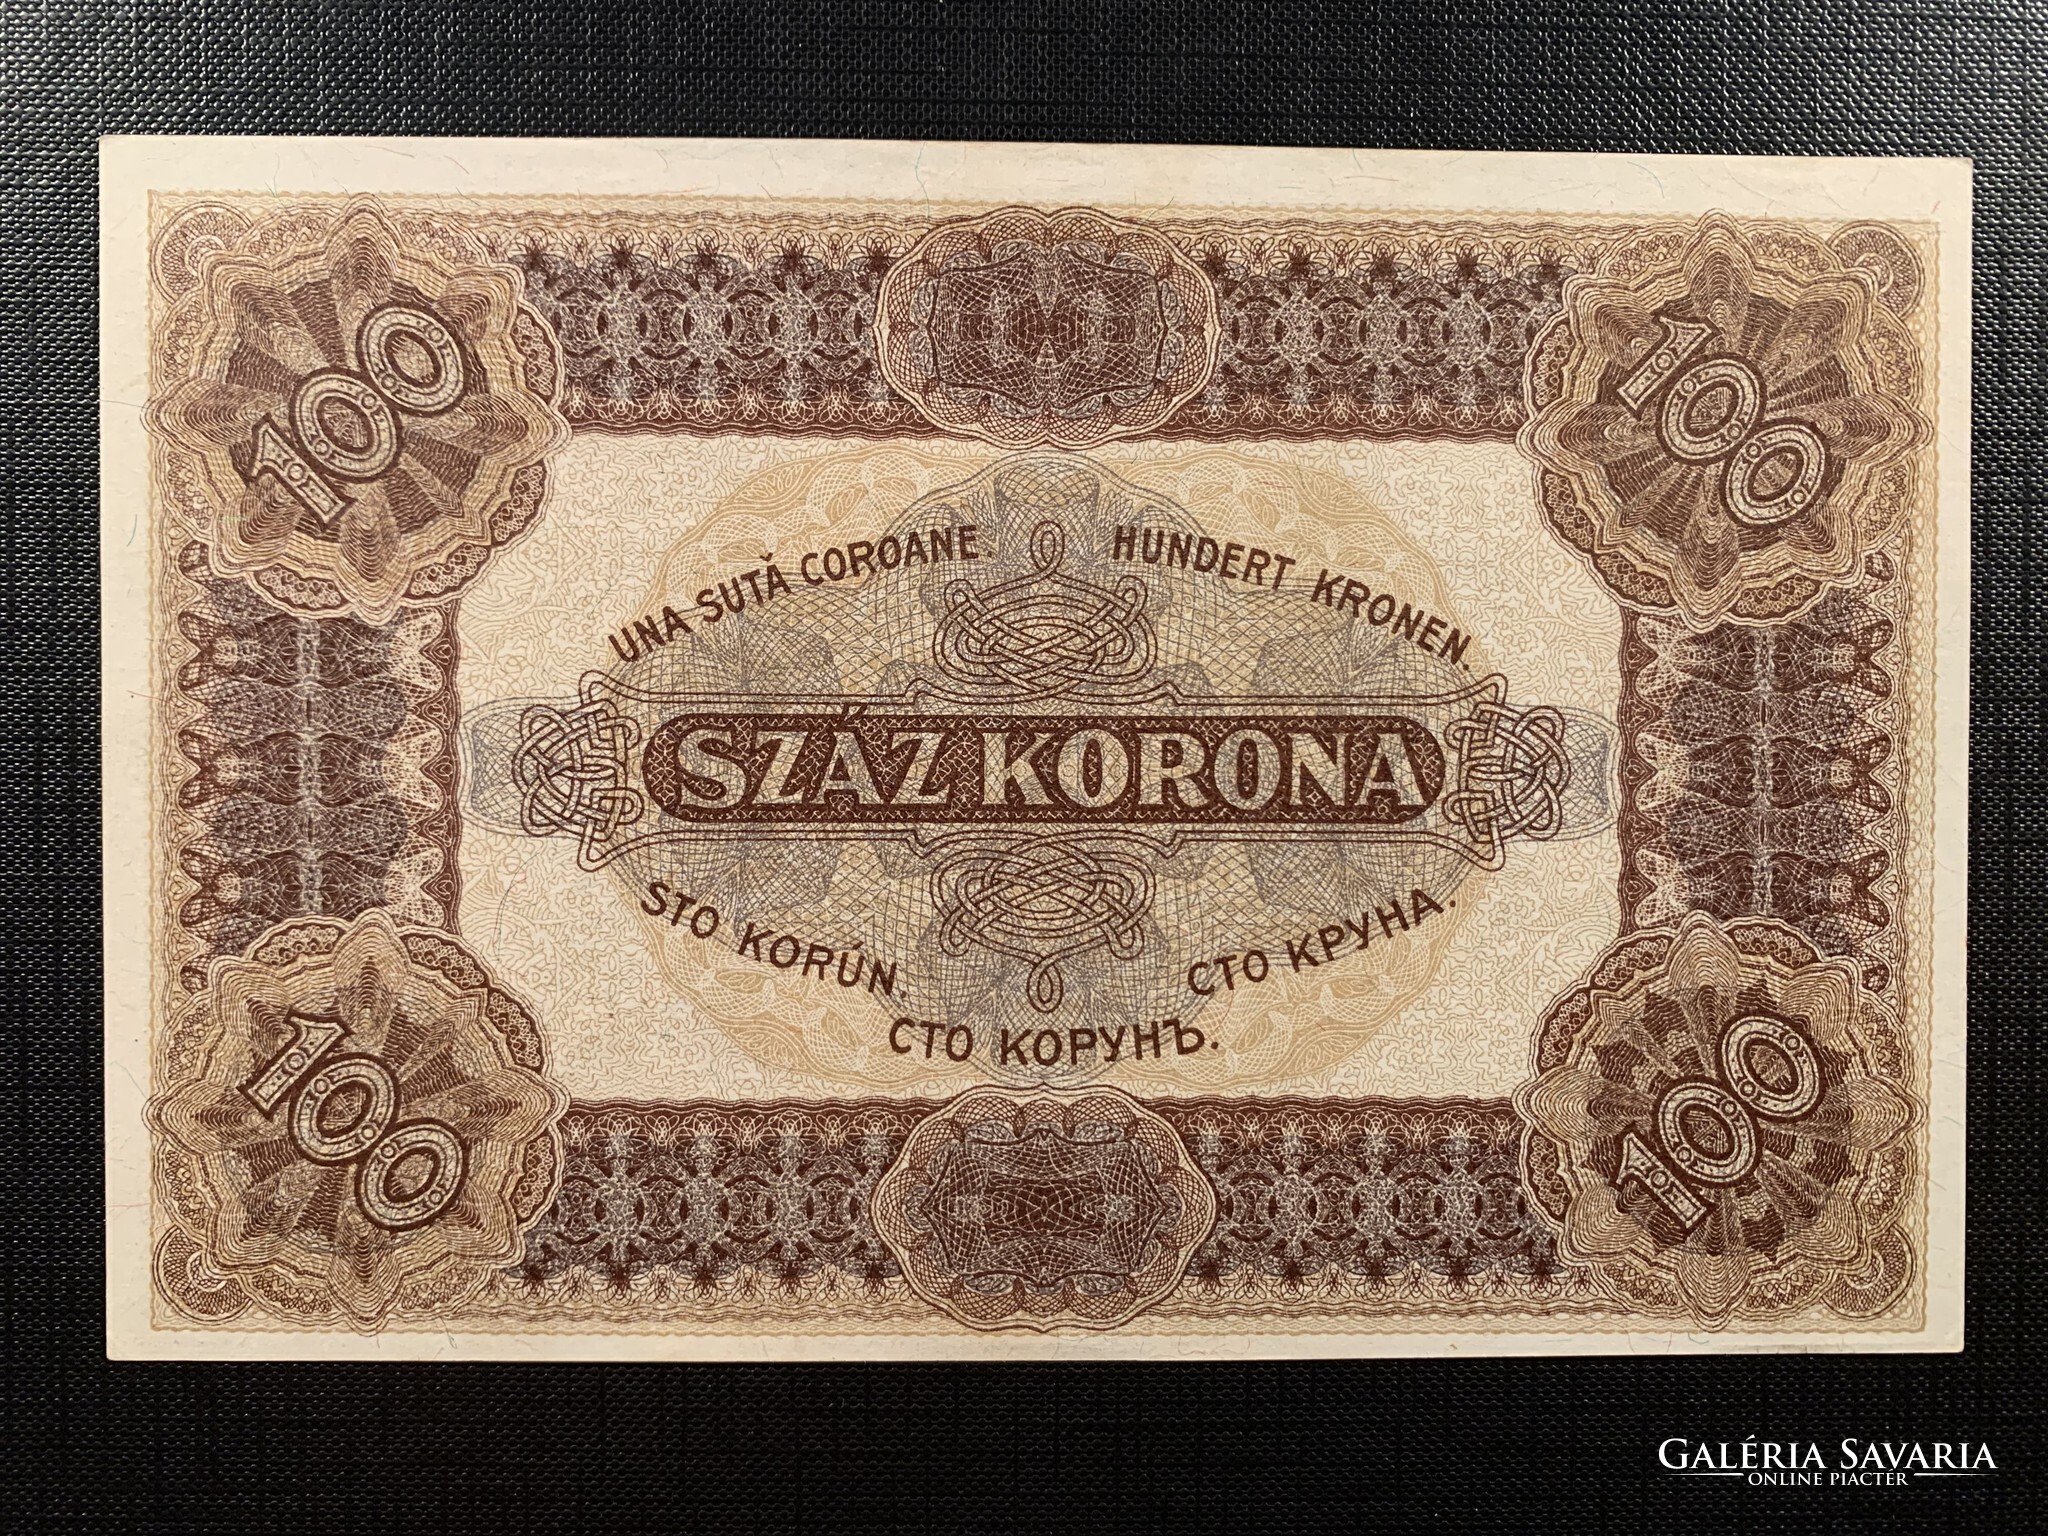 100
100
UNA SUTĂ COROANE.
HUNDERT KRONEN.
SZÁZ KORONA
STO KORÚN.
СТО КРУНА.
СТО КОРУНЪ.
100
100
GALÉRIA SAVARIA
ONLINE PIACTÉR